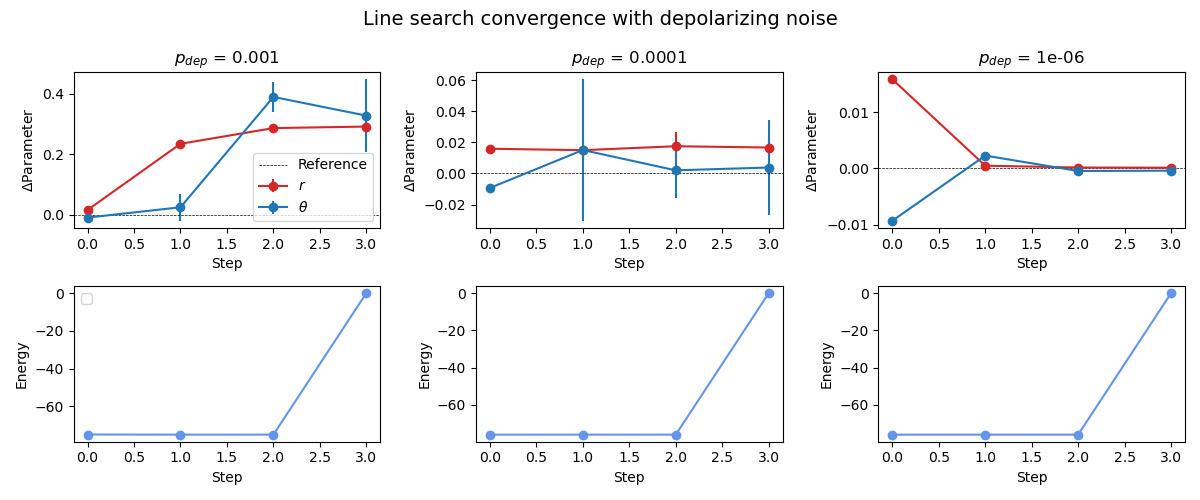 Line search convergence with depolarizing noise
p_dep = 0.001
p_dep = 0.0001
p_dep = 1e-06
ΔParameter
0.4
0.2
0.0
Reference
r
θ
0.0 0.5 1.0 1.5 2.0 2.5 3.0
Step
ΔParameter
0.06
0.04
0.02
0.00
−0.02
0.0 0.5 1.0 1.5 2.0 2.5 3.0
Step
ΔParameter
0.01
0.00
−0.01
0.0 0.5 1.0 1.5 2.0 2.5 3.0
Step
Energy
0
−20
−40
−60
0.0 0.5 1.0 1.5 2.0 2.5 3.0
Step
Energy
0
−20
−40
−60
0.0 0.5 1.0 1.5 2.0 2.5 3.0
Step
Energy
0
−20
−40
−60
0.0 0.5 1.0 1.5 2.0 2.5 3.0
Step